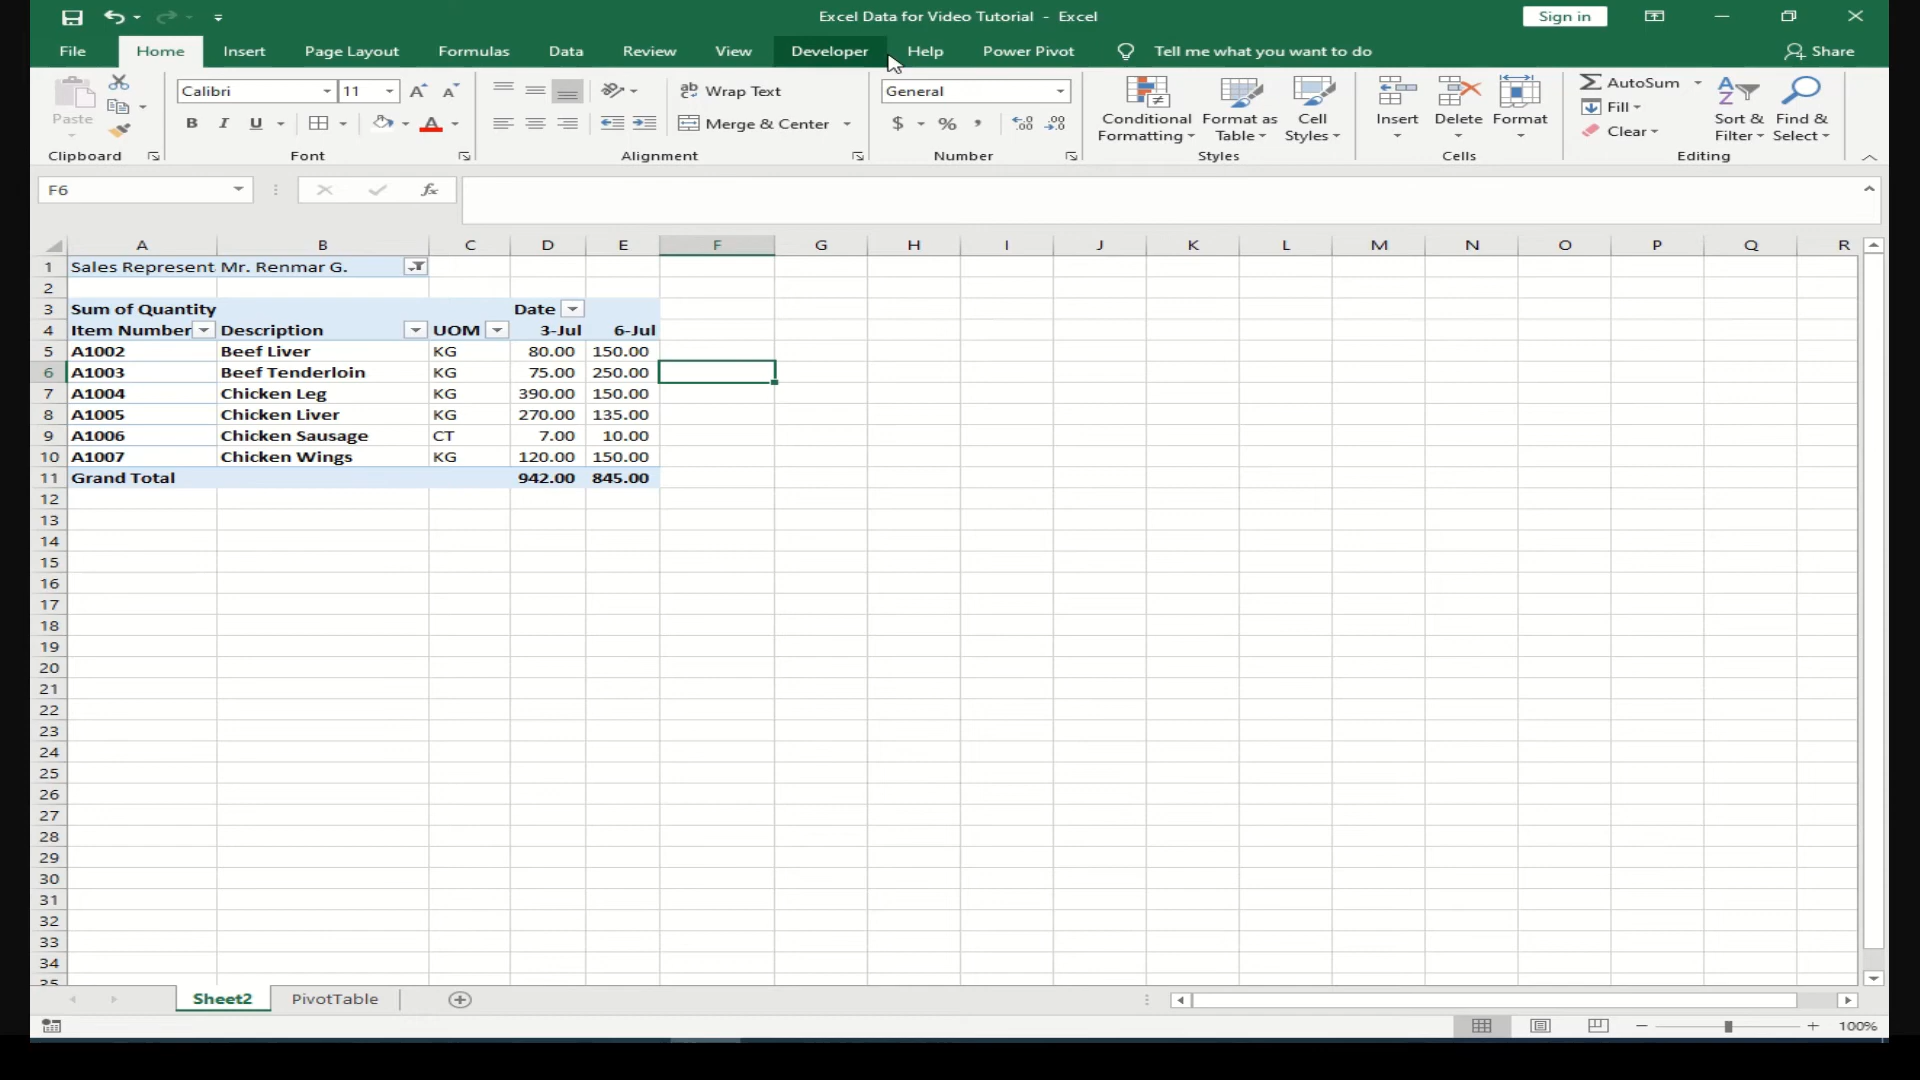 Excel Data for Video Tutorial - Excel
Sign in
File Home Insert Page Layout Formulas Data Review View Developer Help Power Pivot Tell me what you want to do Share
Paste
Clipboard
Calibri 11
B I U
Font
Wrap Text
Merge & Center
Alignment
General
$ % ,
Number
Conditional Formatting
Format as Table
Cell Styles
Styles
Insert
Delete
Format
Cells
AutoSum
Fill
Clear
Sort & Filter
Find & Select
Editing
F6 fx
A B C D E F G H I J K L M N O P Q R
1 Sales Represent Mr. Renmar G.
2
3 Sum of Quantity Date
4 Item Number Description UOM 3-Jul 6-Jul
5 A1002 Beef Liver KG 80.00 150.00
6 A1003 Beef Tenderloin KG 75.00 250.00
7 A1004 Chicken Leg KG 390.00 150.00
8 A1005 Chicken Liver KG 270.00 135.00
9 A1006 Chicken Sausage CT 7.00 10.00
10 A1007 Chicken Wings KG 120.00 150.00
11 Grand Total 942.00 845.00
12
13
14
15
16
17
18
19
20
21
22
23
24
25
26
27
28
29
30
31
32
33
34
35
Sheet2 PivotTable
100%